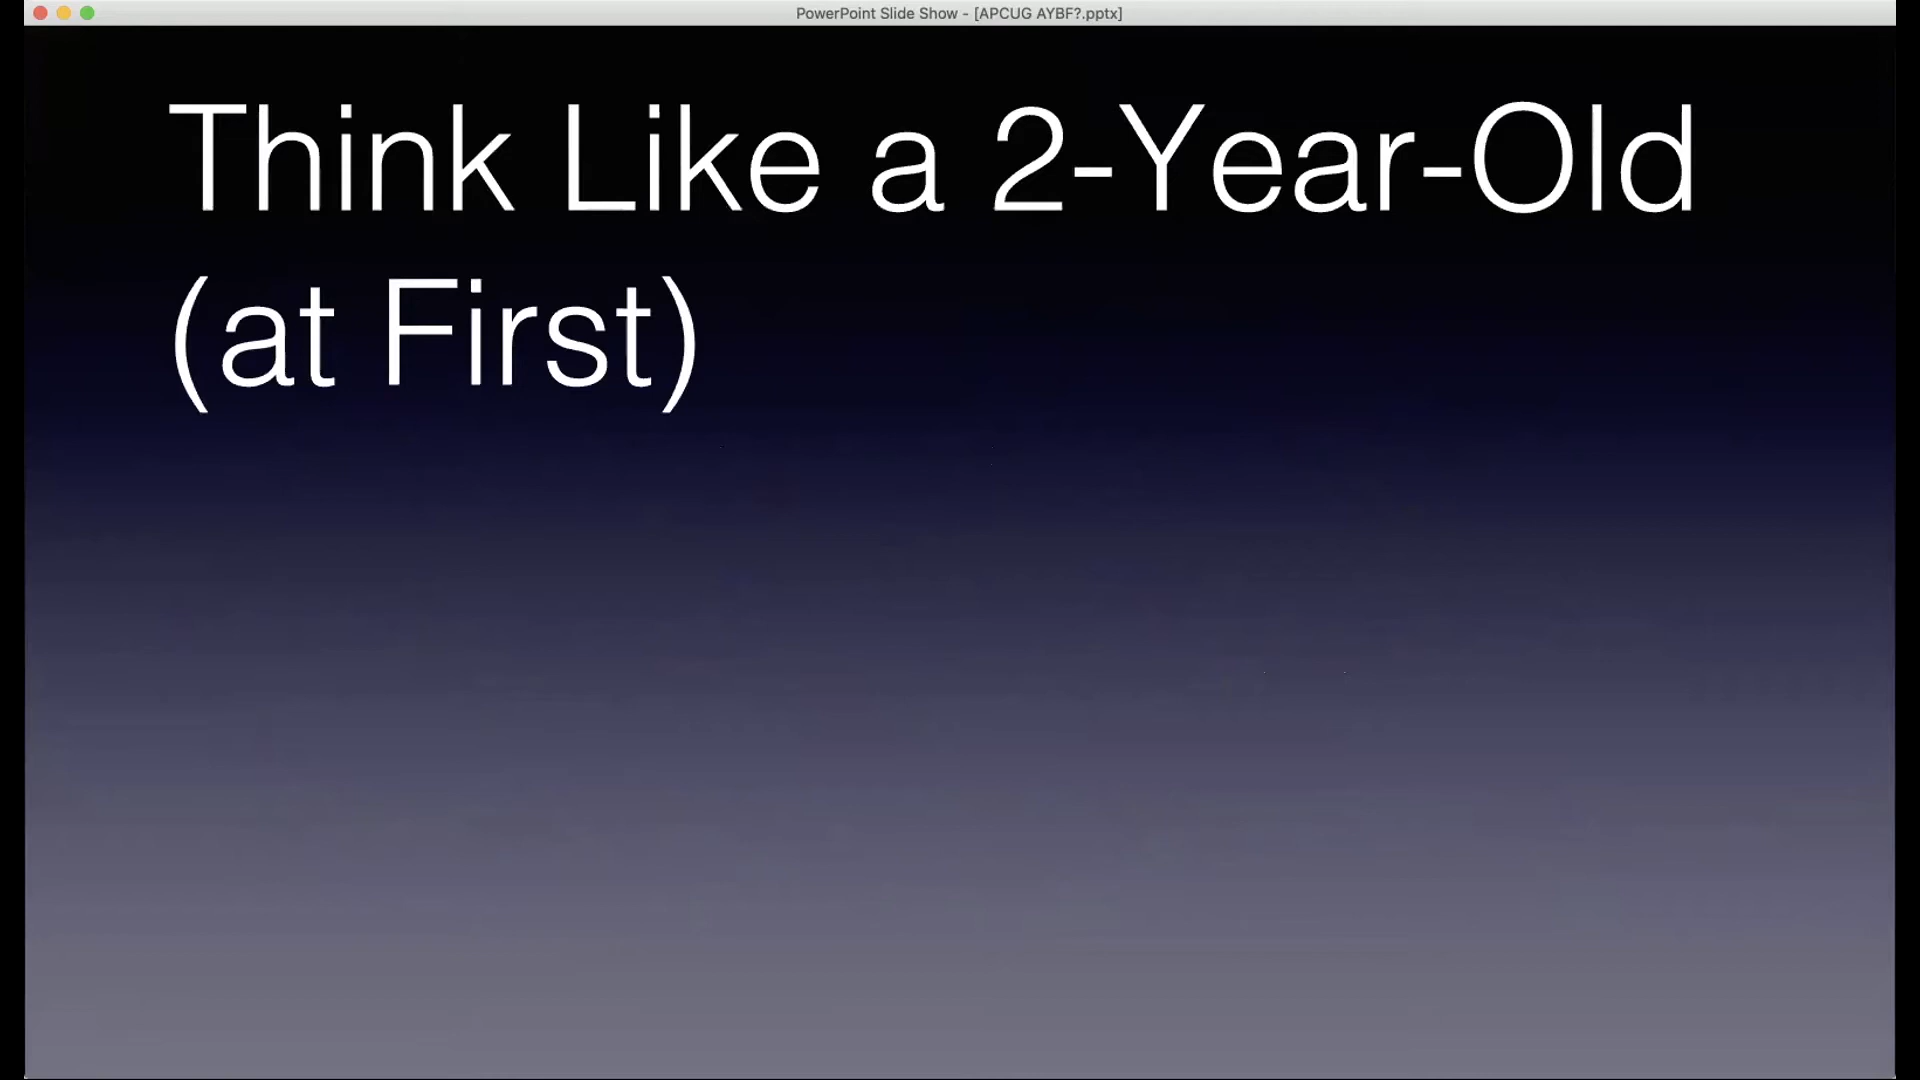 PowerPoint Slide Show - [APCUG AYBF?.pptx]
Think Like a 2-Year-Old
(at First)